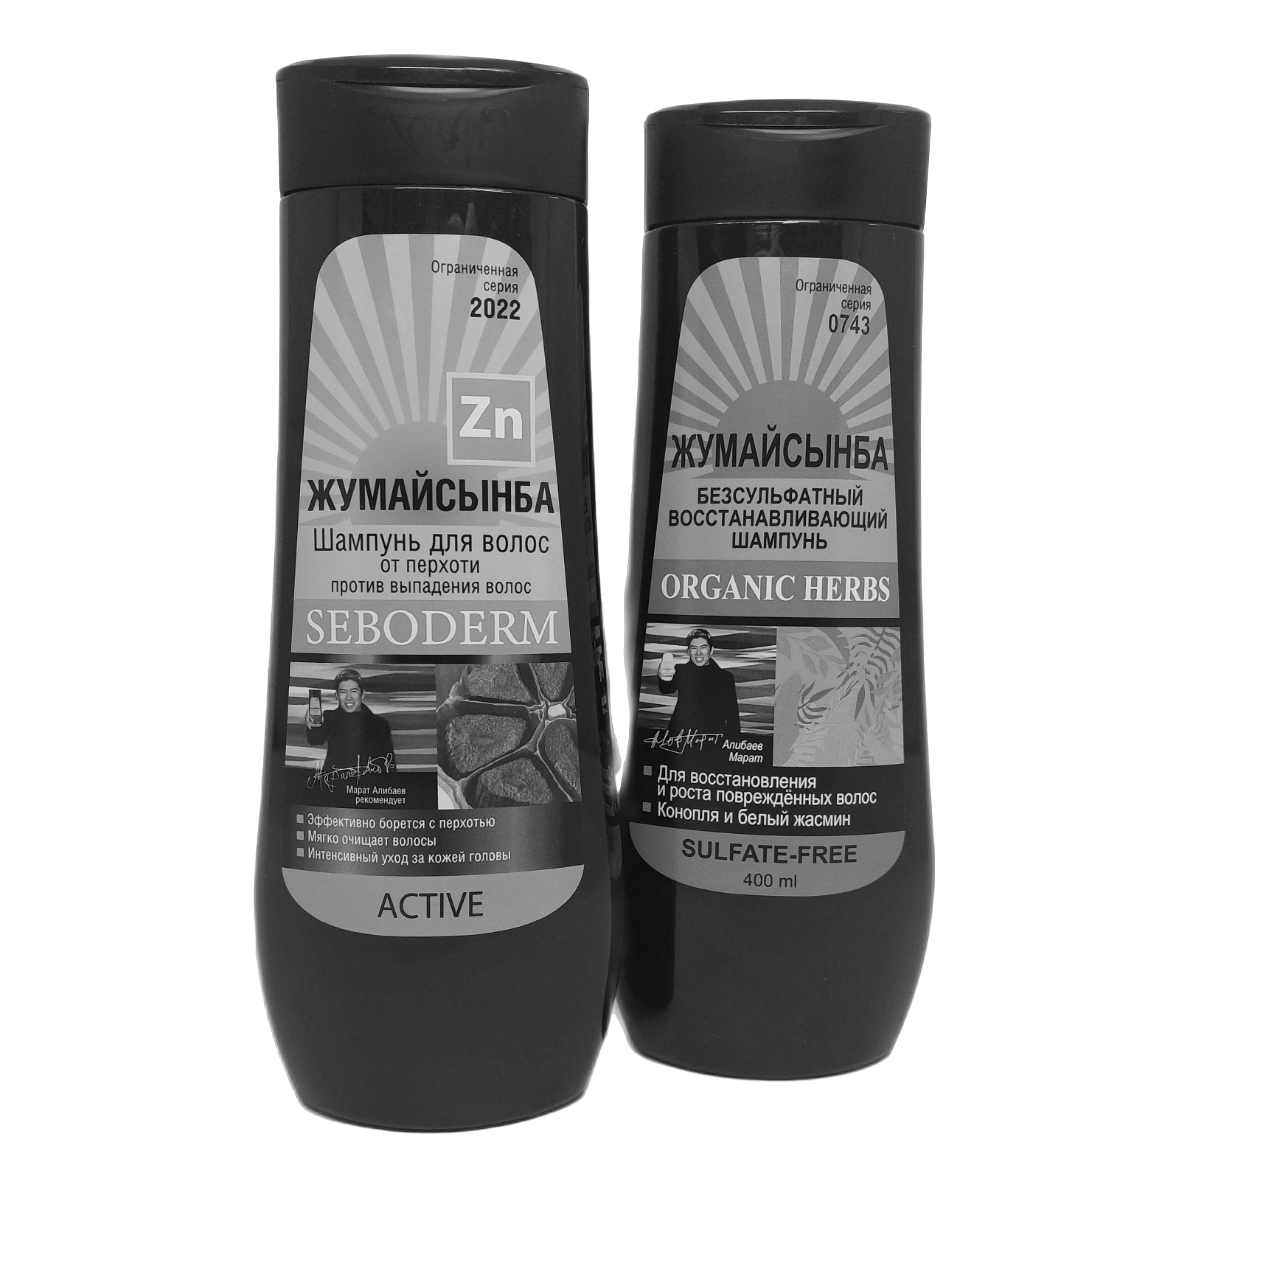 Ограниченная
серия
2022
Zn
ЖУМАЙСЫНБА
Шампунь для волос
от перхоти
против выпадения волос
SEBODERM
Марат Алибаев
рекомендует
Эффективно борется с перхотью
Мягко очищает волосы
Интенсивный уход за кожей головы
ACTIVE
Ограниченная
серия
0743
ЖУМАЙСЫНБА
БЕЗСУЛЬФАТНЫЙ
ВОССТАНАВЛИВАЮЩИЙ
ШАМПУНЬ
ORGANIC HERBS
Алибаев
Марат
Для восстановления
и роста повреждённых волос
Конопля и белый жасмин
SULFATE-FREE
400 ml